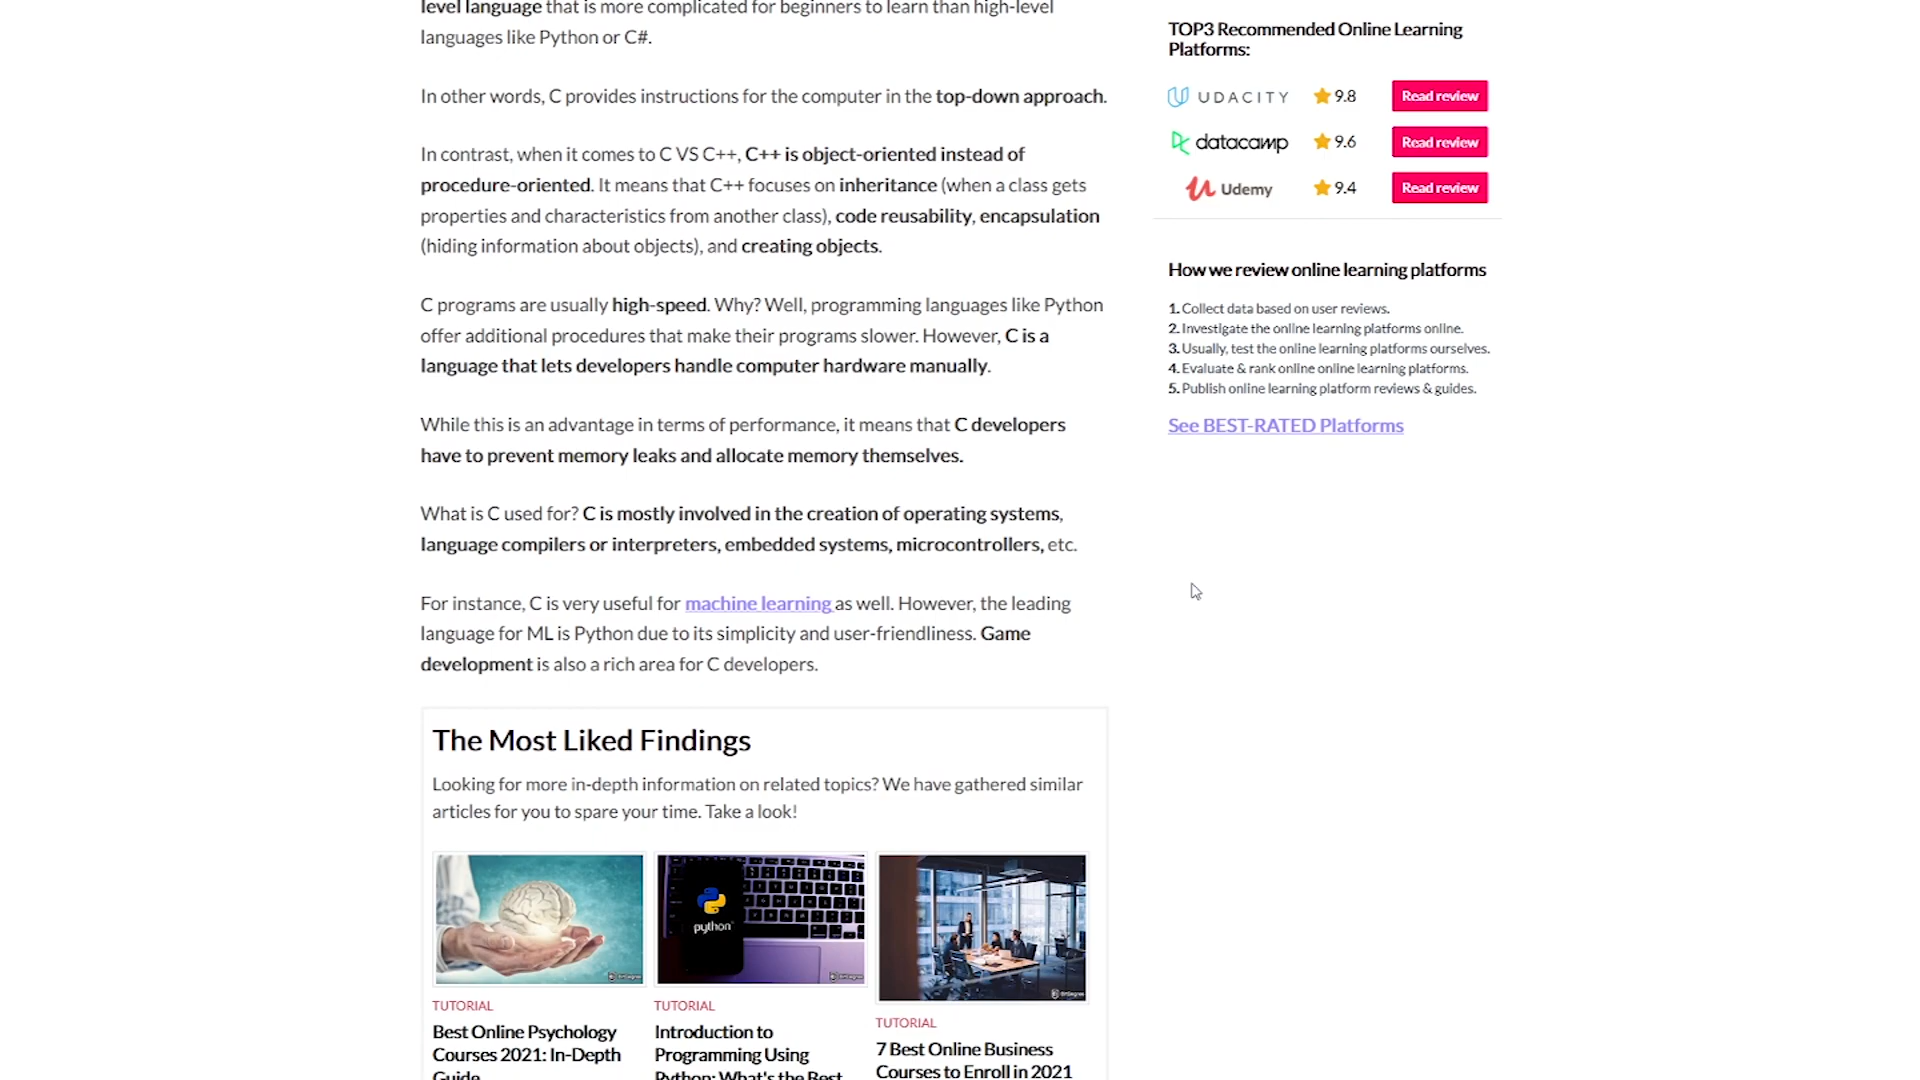 level language that is more complicated for beginners to learn than high-level
languages like Python or C#.
In other words, C provides instructions for the computer in the top-down approach.
In contrast, when it comes to C VS C++, C++ is object-oriented instead of
procedure-oriented. It means that C++ focuses on inheritance (when a class gets
properties and characteristics from another class), code reusability, encapsulation
(hiding information about objects), and creating objects.
C programs are usually high-speed. Why? Well, programming languages like Python
offer additional procedures that make their programs slower. However, C is a
language that lets developers handle computer hardware manually.
While this is an advantage in terms of performance, it means that C developers
have to prevent memory leaks and allocate memory themselves.
What is C used for? C is mostly involved in the creation of operating systems,
language compilers or interpreters, embedded systems, microcontrollers, etc.
For instance, C is very useful for machine learning as well. However, the leading
language for ML is Python due to its simplicity and user-friendliness. Game
development is also a rich area for C developers.
The Most Liked Findings
Looking for more in-depth information on related topics? We have gathered similar
articles for you to spare your time. Take a look!
python
BitDegree
BitDegree
BitDegree
TUTORIAL
Best Online Psychology
Courses 2021: In-Depth
Guide
TUTORIAL
Introduction to
Programming Using
Python: What's the Best
TUTORIAL
7 Best Online Business
Courses to Enroll in 2021
TOP3 Recommended Online Learning
Platforms:
UDACITY 9.8 Read review
datacamp 9.6 Read review
Udemy 9.4 Read review
How we review online learning platforms
1. Collect data based on user reviews.
2. Investigate the online learning platforms online.
3. Usually, test the online learning platforms ourselves.
4. Evaluate & rank online online learning platforms.
5. Publish online learning platform reviews & guides.
See BEST-RATED Platforms